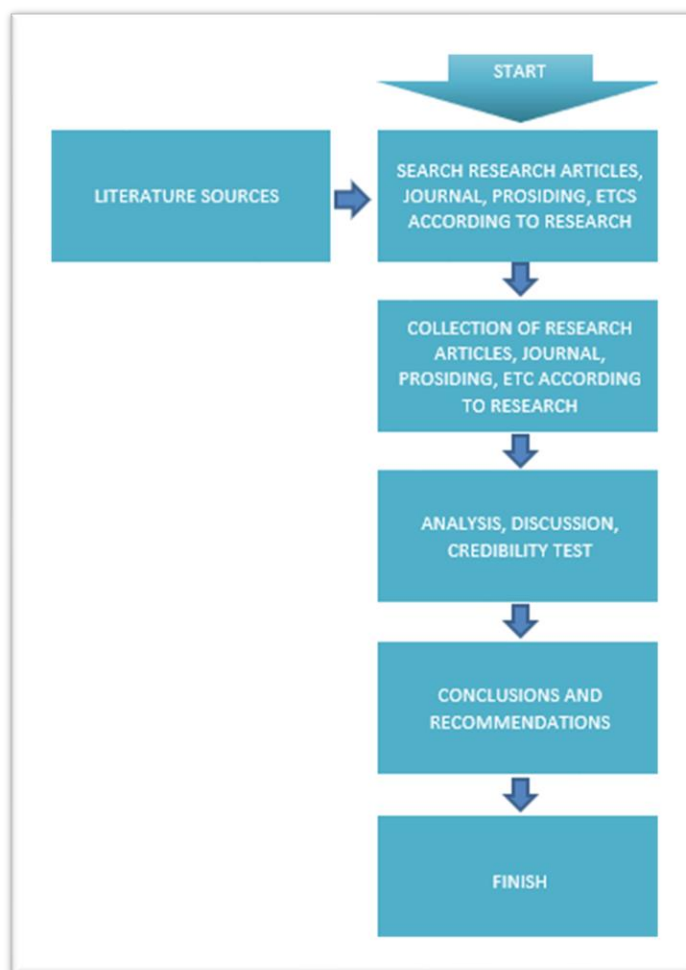 START
LITERATURE SOURCES
SEARCH RESEARCH ARTICLES,
JOURNAL, PROSIDING, ETCS
ACCORDING TO RESEARCH
COLLECTION OF RESEARCH
ARTICLES, JOURNAL,
PROSIDING, ETC ACCORDING
TO RESEARCH
ANALYSIS, DISCUSSION,
CREDIBILITY TEST
CONCLUSIONS AND
RECOMMENDATIONS
FINISH